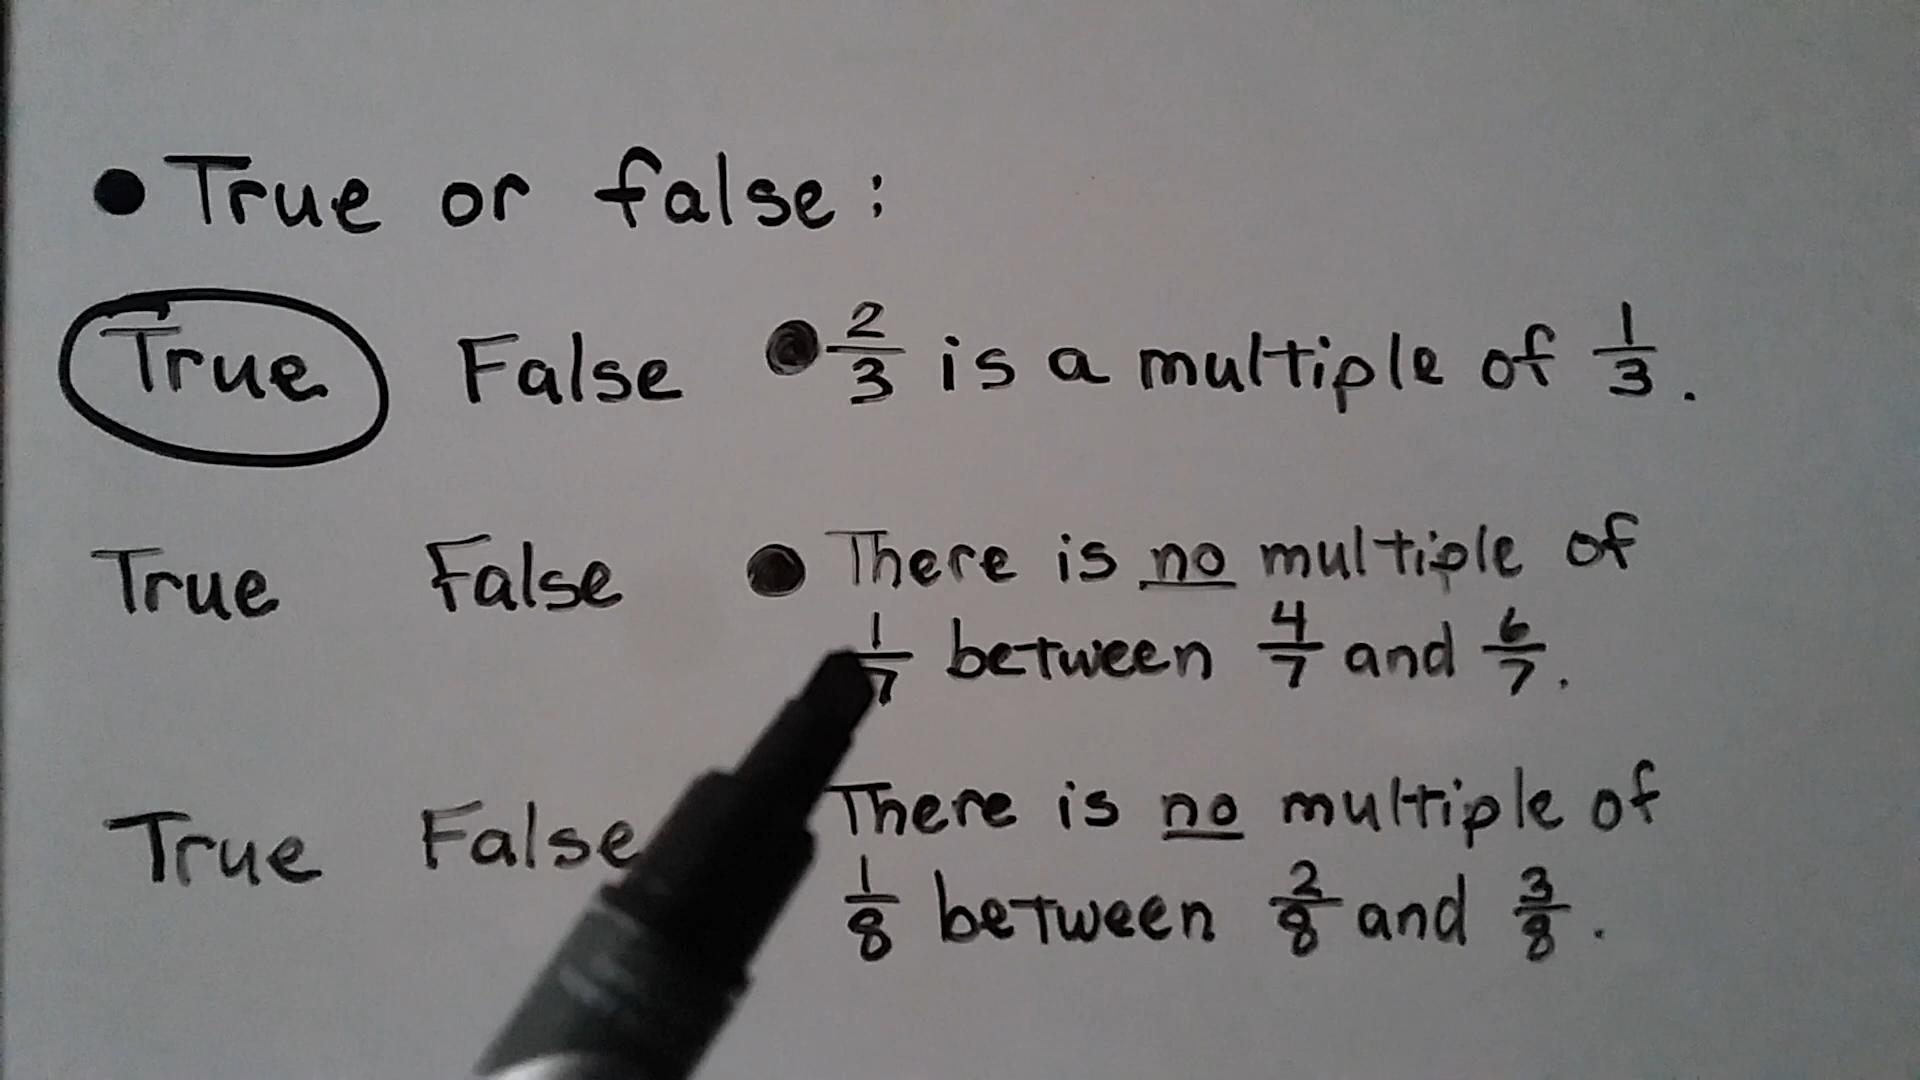 • True or false:
True False • 2/3 is a multiple of 1/3.
True False • There is no multiple of
1/7 between 4/7 and 6/7.
True False There is no multiple of
1/8 between 2/8 and 3/8.